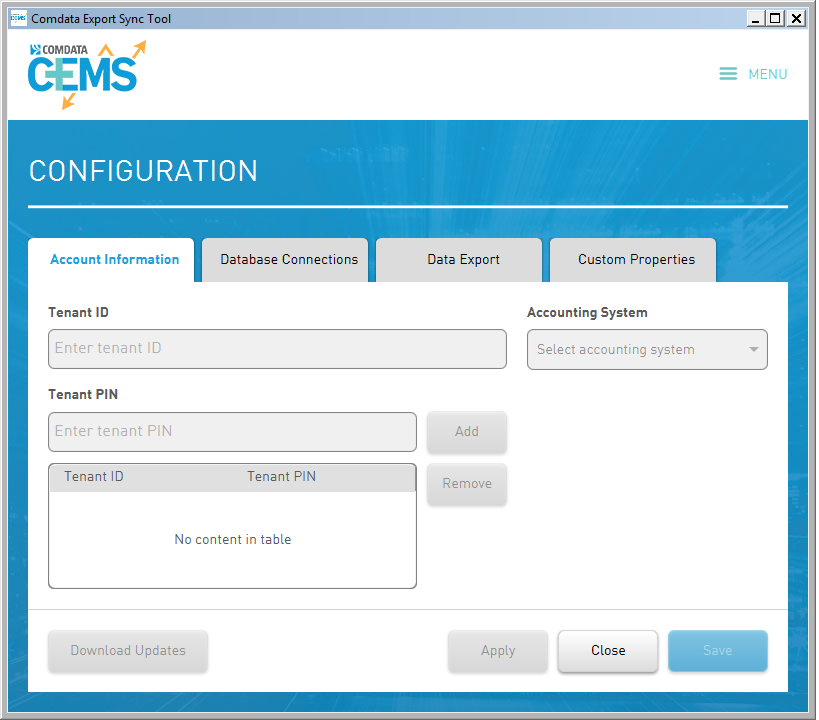 Comdata Export Sync Tool
COMDATA
CEMS
MENU
CONFIGURATION
Account Information
Database Connections
Data Export
Custom Properties
Tenant ID
Accounting System
Enter tenant ID
Select accounting system
Tenant PIN
Enter tenant PIN
Add
Tenant ID Tenant PIN
Remove
No content in table
Download Updates
Apply
Close
Save